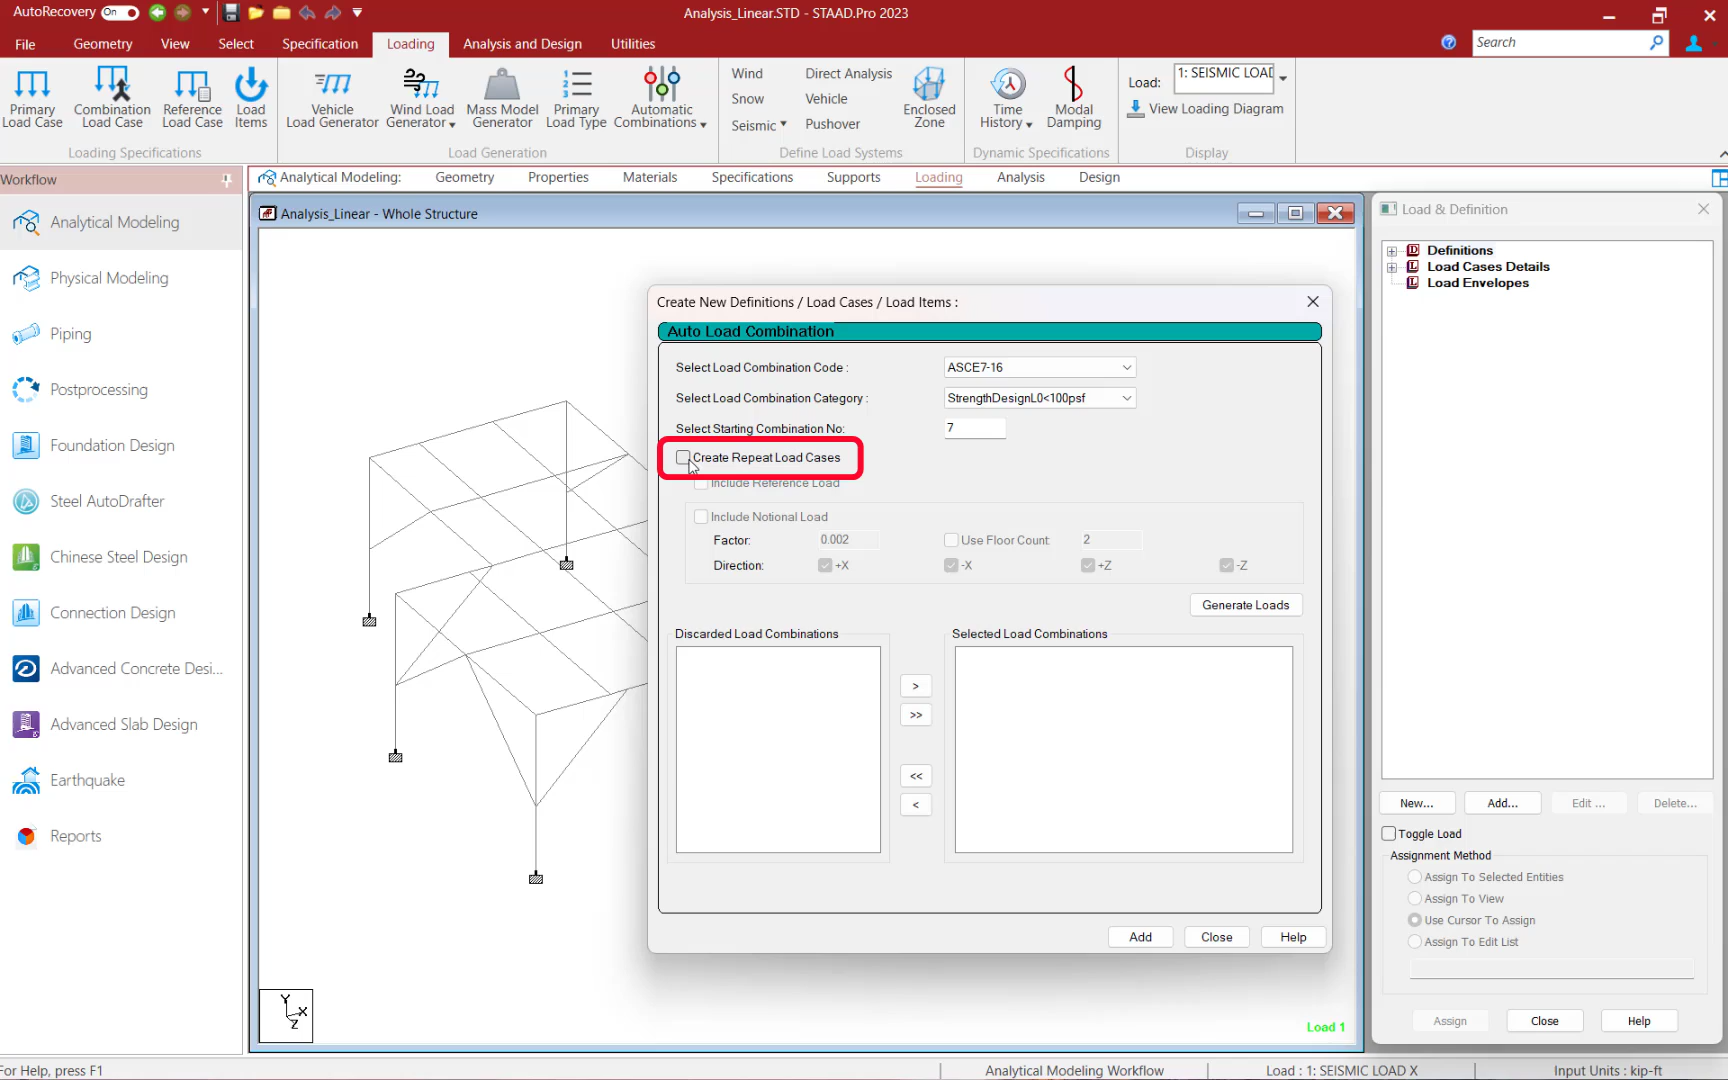 AutoRecovery On
Analysis_Linear.STD - STAAD.Pro 2023
File Geometry View Select Specification Loading Analysis and Design Utilities
Search
Primary Load Case
Combination Load Case
Reference Load Case
Load Items
Loading Specifications
Vehicle Load Generator
Wind Load Generator
Mass Model Generator
Primary Load Type
Automatic Combinations
Load Generation
Wind
Snow
Seismic
Direct Analysis
Vehicle
Pushover
Enclosed Zone
Define Load Systems
Time History
Modal Damping
Dynamic Specifications
Load: 1: SEISMIC LOAD
View Loading Diagram
Display
Workflow
Analytical Modeling
Physical Modeling
Piping
Postprocessing
Foundation Design
Steel AutoDrafter
Chinese Steel Design
Connection Design
Advanced Concrete Desi...
Advanced Slab Design
Earthquake
Reports
Analytical Modeling: Geometry Properties Materials Specifications Supports Loading Analysis Design
Analysis_Linear - Whole Structure
Create New Definitions / Load Cases / Load Items :
Auto Load Combination
Select Load Combination Code : ASCE7-16
Select Load Combination Category : StrengthDesignL0<100psf
Select Starting Combination No: 7
Create Repeat Load Cases
Include Reference Load
Include Notional Load
Factor: 0.002 Use Floor Count: 2
Direction: +X -X +Z -Z
Generate Loads
Discarded Load Combinations
Selected Load Combinations
>
>>
<<
<
Add Close Help
Y
X
Z
Load 1
Load & Definition
Definitions
Load Cases Details
Load Envelopes
New... Add... Edit ... Delete...
Toggle Load
Assignment Method
Assign To Selected Entities
Assign To View
Use Cursor To Assign
Assign To Edit List
Assign Close Help
For Help, press F1
Analytical Modeling Workflow
Load : 1: SEISMIC LOAD X
Input Units : kip-ft